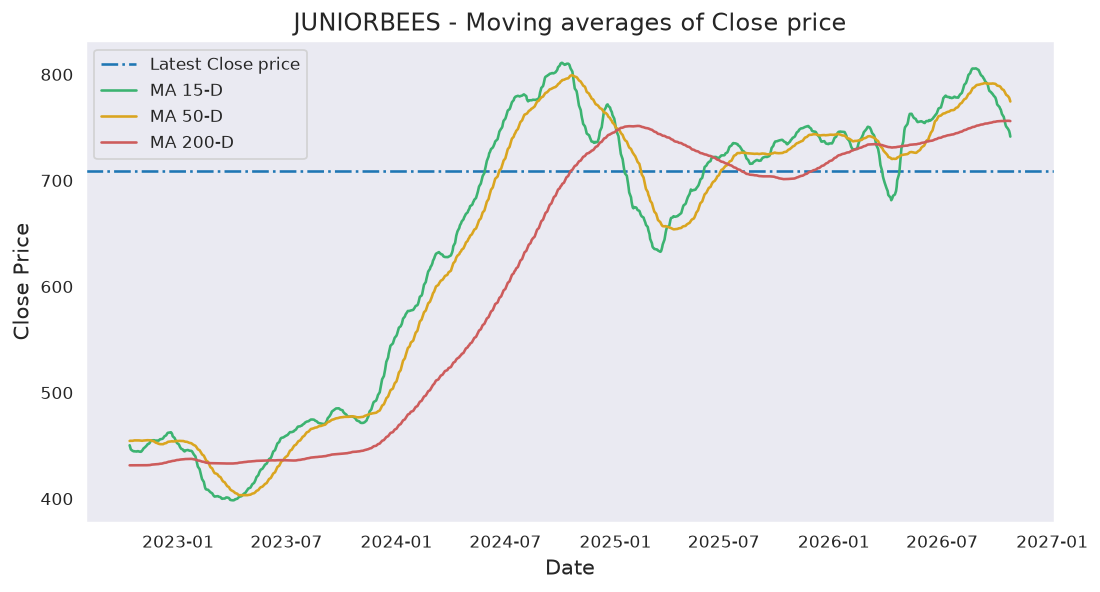 JUNIORBEES - Moving averages of Close price
Latest Close price
MA 15-D
MA 50-D
MA 200-D
800
700
600
500
400
Close Price
2023-01 2023-07 2024-01 2024-07 2025-01 2025-07 2026-01 2026-07 2027-01
Date